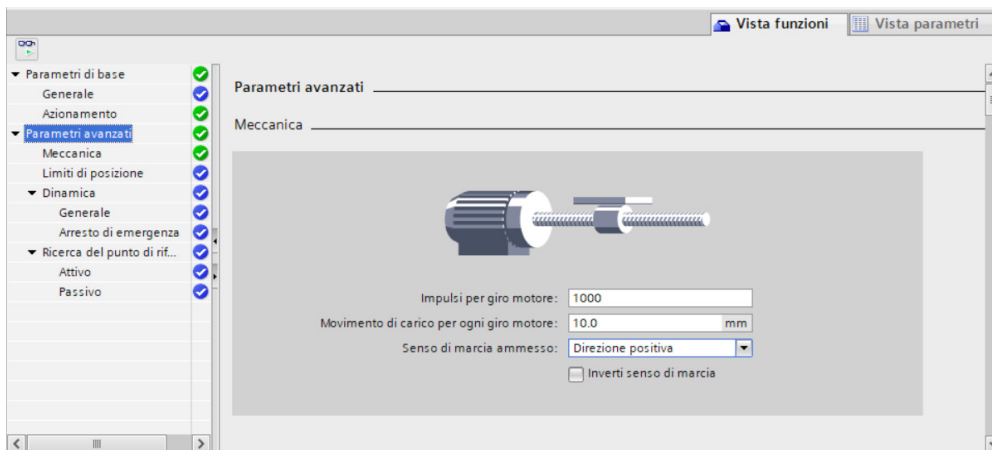 Vista funzioni
Vista parametri
Parametri di base
Generale
Azionamento
Parametri avanzati
Meccanica
Limiti di posizione
Dinamica
Generale
Arresto di emergenza
Ricerca del punto di rif...
Attivo
Passivo
Parametri avanzati
Meccanica
Impulsi per giro motore: 1000
Movimento di carico per ogni giro motore: 10.0 mm
Senso di marcia ammesso: Direzione positiva
Inverti senso di marcia